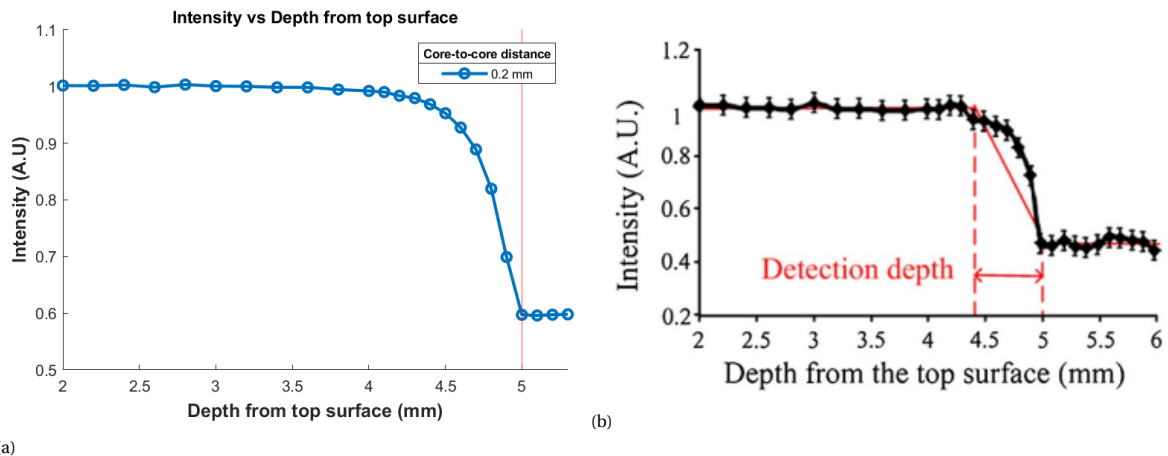 Intensity vs Depth from top surface
1.1
1
0.9
0.8
0.7
0.6
0.5
Intensity (A.U)
Core-to-core distance
0.2 mm
2
2.5
3
3.5
4
4.5
5
Depth from top surface (mm)
a)
1.2
1
0.8
0.6
0.4
0.2
Intensity (A.U.)
Detection depth
2
2.5
3
3.5
4
4.5
5
5.5
6
Depth from the top surface (mm)
(b)